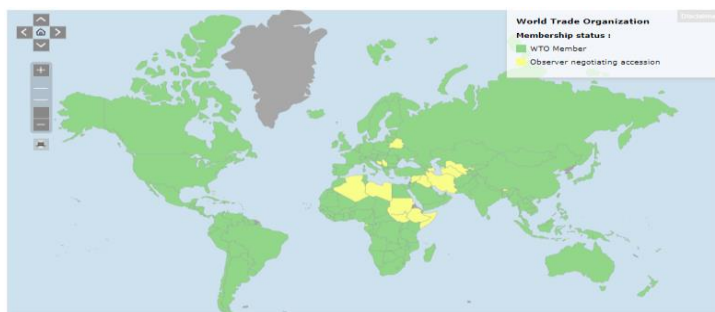 World Trade Organization
Membership status :
WTO Member
Observer negotiating accession